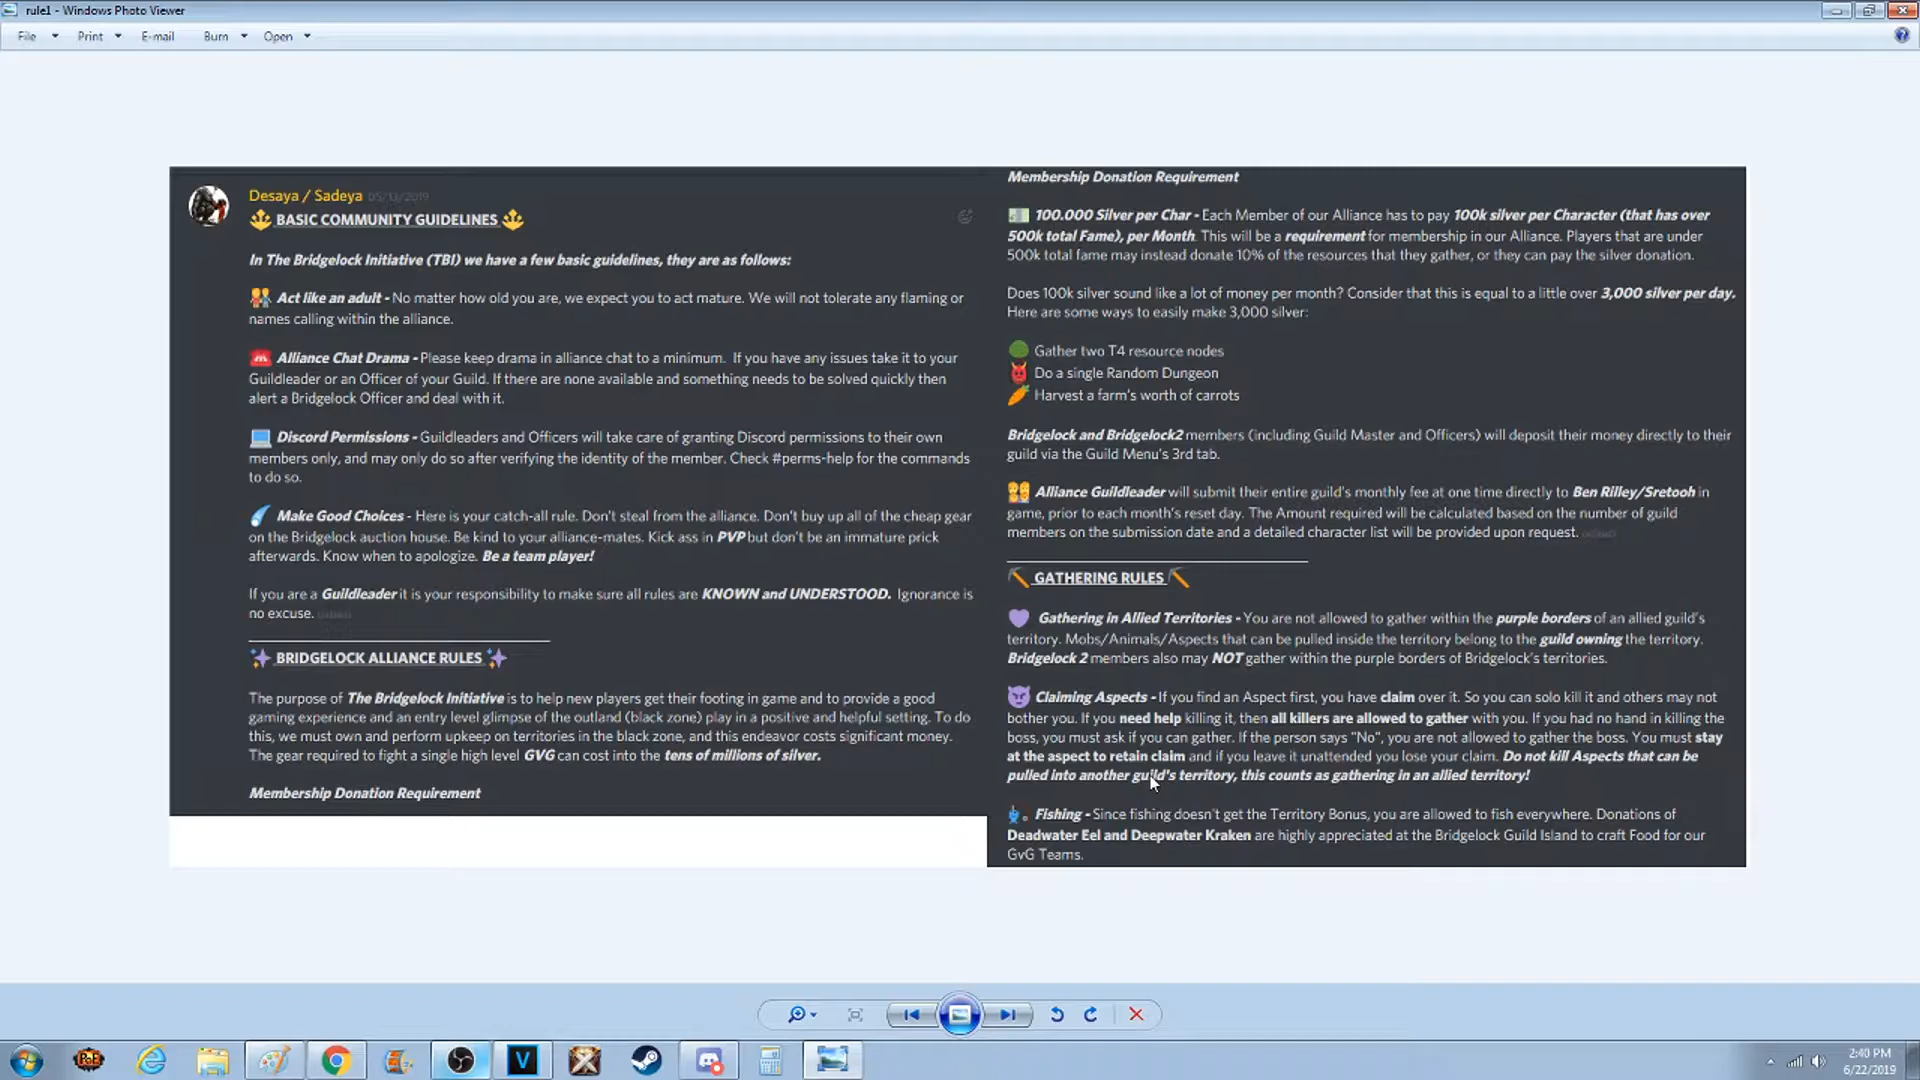 rule1 - Windows Photo Viewer
File Print E-mail Burn Open
Desaya / Sadeya 05/13/2019
BASIC COMMUNITY GUIDELINES
In The Bridgelock Initiative (TBI) we have a few basic guidelines, they are as follows:
Act like an adult - No matter how old you are, we expect you to act mature. We will not tolerate any flaming or
names calling within the alliance.
Alliance Chat Drama - Please keep drama in alliance chat to a minimum. If you have any issues take it to your
Guildleader or an Officer of your Guild. If there are none available and something needs to be solved quickly then
alert a Bridgelock Officer and deal with it.
Discord Permissions - Guildleaders and Officers will take care of granting Discord permissions to their own
members only, and may only do so after verifying the identity of the member. Check #perms-help for the commands
to do so.
Make Good Choices - Here is your catch-all rule. Don't steal from the alliance. Don't buy up all of the cheap gear
on the Bridgelock auction house. Be kind to your alliance-mates. Kick ass in PVP but don't be an immature prick
afterwards. Know when to apologize. Be a team player!
If you are a Guildleader it is your responsibility to make sure all rules are KNOWN and UNDERSTOOD. Ignorance is
no excuse.
BRIDGELOCK ALLIANCE RULES
The purpose of The Bridgelock Initiative is to help new players get their footing in game and to provide a good
gaming experience and an entry level glimpse of the outland (black zone) play in a positive and helpful setting. To do
this, we must own and perform upkeep on territories in the black zone, and this endeavor costs significant money.
The gear required to fight a single high level GVG can cost into the tens of millions of silver.
Membership Donation Requirement
Membership Donation Requirement
100.000 Silver per Char - Each Member of our Alliance has to pay 100k silver per Character (that has over
500k total Fame), per Month. This will be a requirement for membership in our Alliance. Players that are under
500k total fame may instead donate 10% of the resources that they gather, or they can pay the silver donation.
Does 100k silver sound like a lot of money per month? Consider that this is equal to a little over 3,000 silver per day.
Here are some ways to easily make 3,000 silver:
Gather two T4 resource nodes
Do a single Random Dungeon
Harvest a farm's worth of carrots
Bridgelock and Bridgelock2 members (including Guild Master and Officers) will deposit their money directly to their
guild via the Guild Menu's 3rd tab.
Alliance Guildleader will submit their entire guild's monthly fee at one time directly to Ben Rilley/Sretooh in
game, prior to each month's reset day. The Amount required will be calculated based on the number of guild
members on the submission date and a detailed character list will be provided upon request.
GATHERING RULES
Gathering in Allied Territories - You are not allowed to gather within the purple borders of an allied guild's
territory. Mobs/Animals/Aspects that can be pulled inside the territory belong to the guild owning the territory.
Bridgelock 2 members also may NOT gather within the purple borders of Bridgelock's territories.
Claiming Aspects - If you find an Aspect first, you have claim over it. So you can solo kill it and others may not
bother you. If you need help killing it, then all killers are allowed to gather with you. If you had no hand in killing the
boss, you must ask if you can gather. If the person says "No", you are not allowed to gather the boss. You must stay
at the aspect to retain claim and if you leave it unattended you lose your claim. Do not kill Aspects that can be
pulled into another guild's territory, this counts as gathering in an allied territory!
Fishing - Since fishing doesn't get the Territory Bonus, you are allowed to fish everywhere. Donations of
Deadwater Eel and Deepwater Kraken are highly appreciated at the Bridgelock Guild Island to craft Food for our
GvG Teams.
PoE
V
2:40 PM
6/22/2019